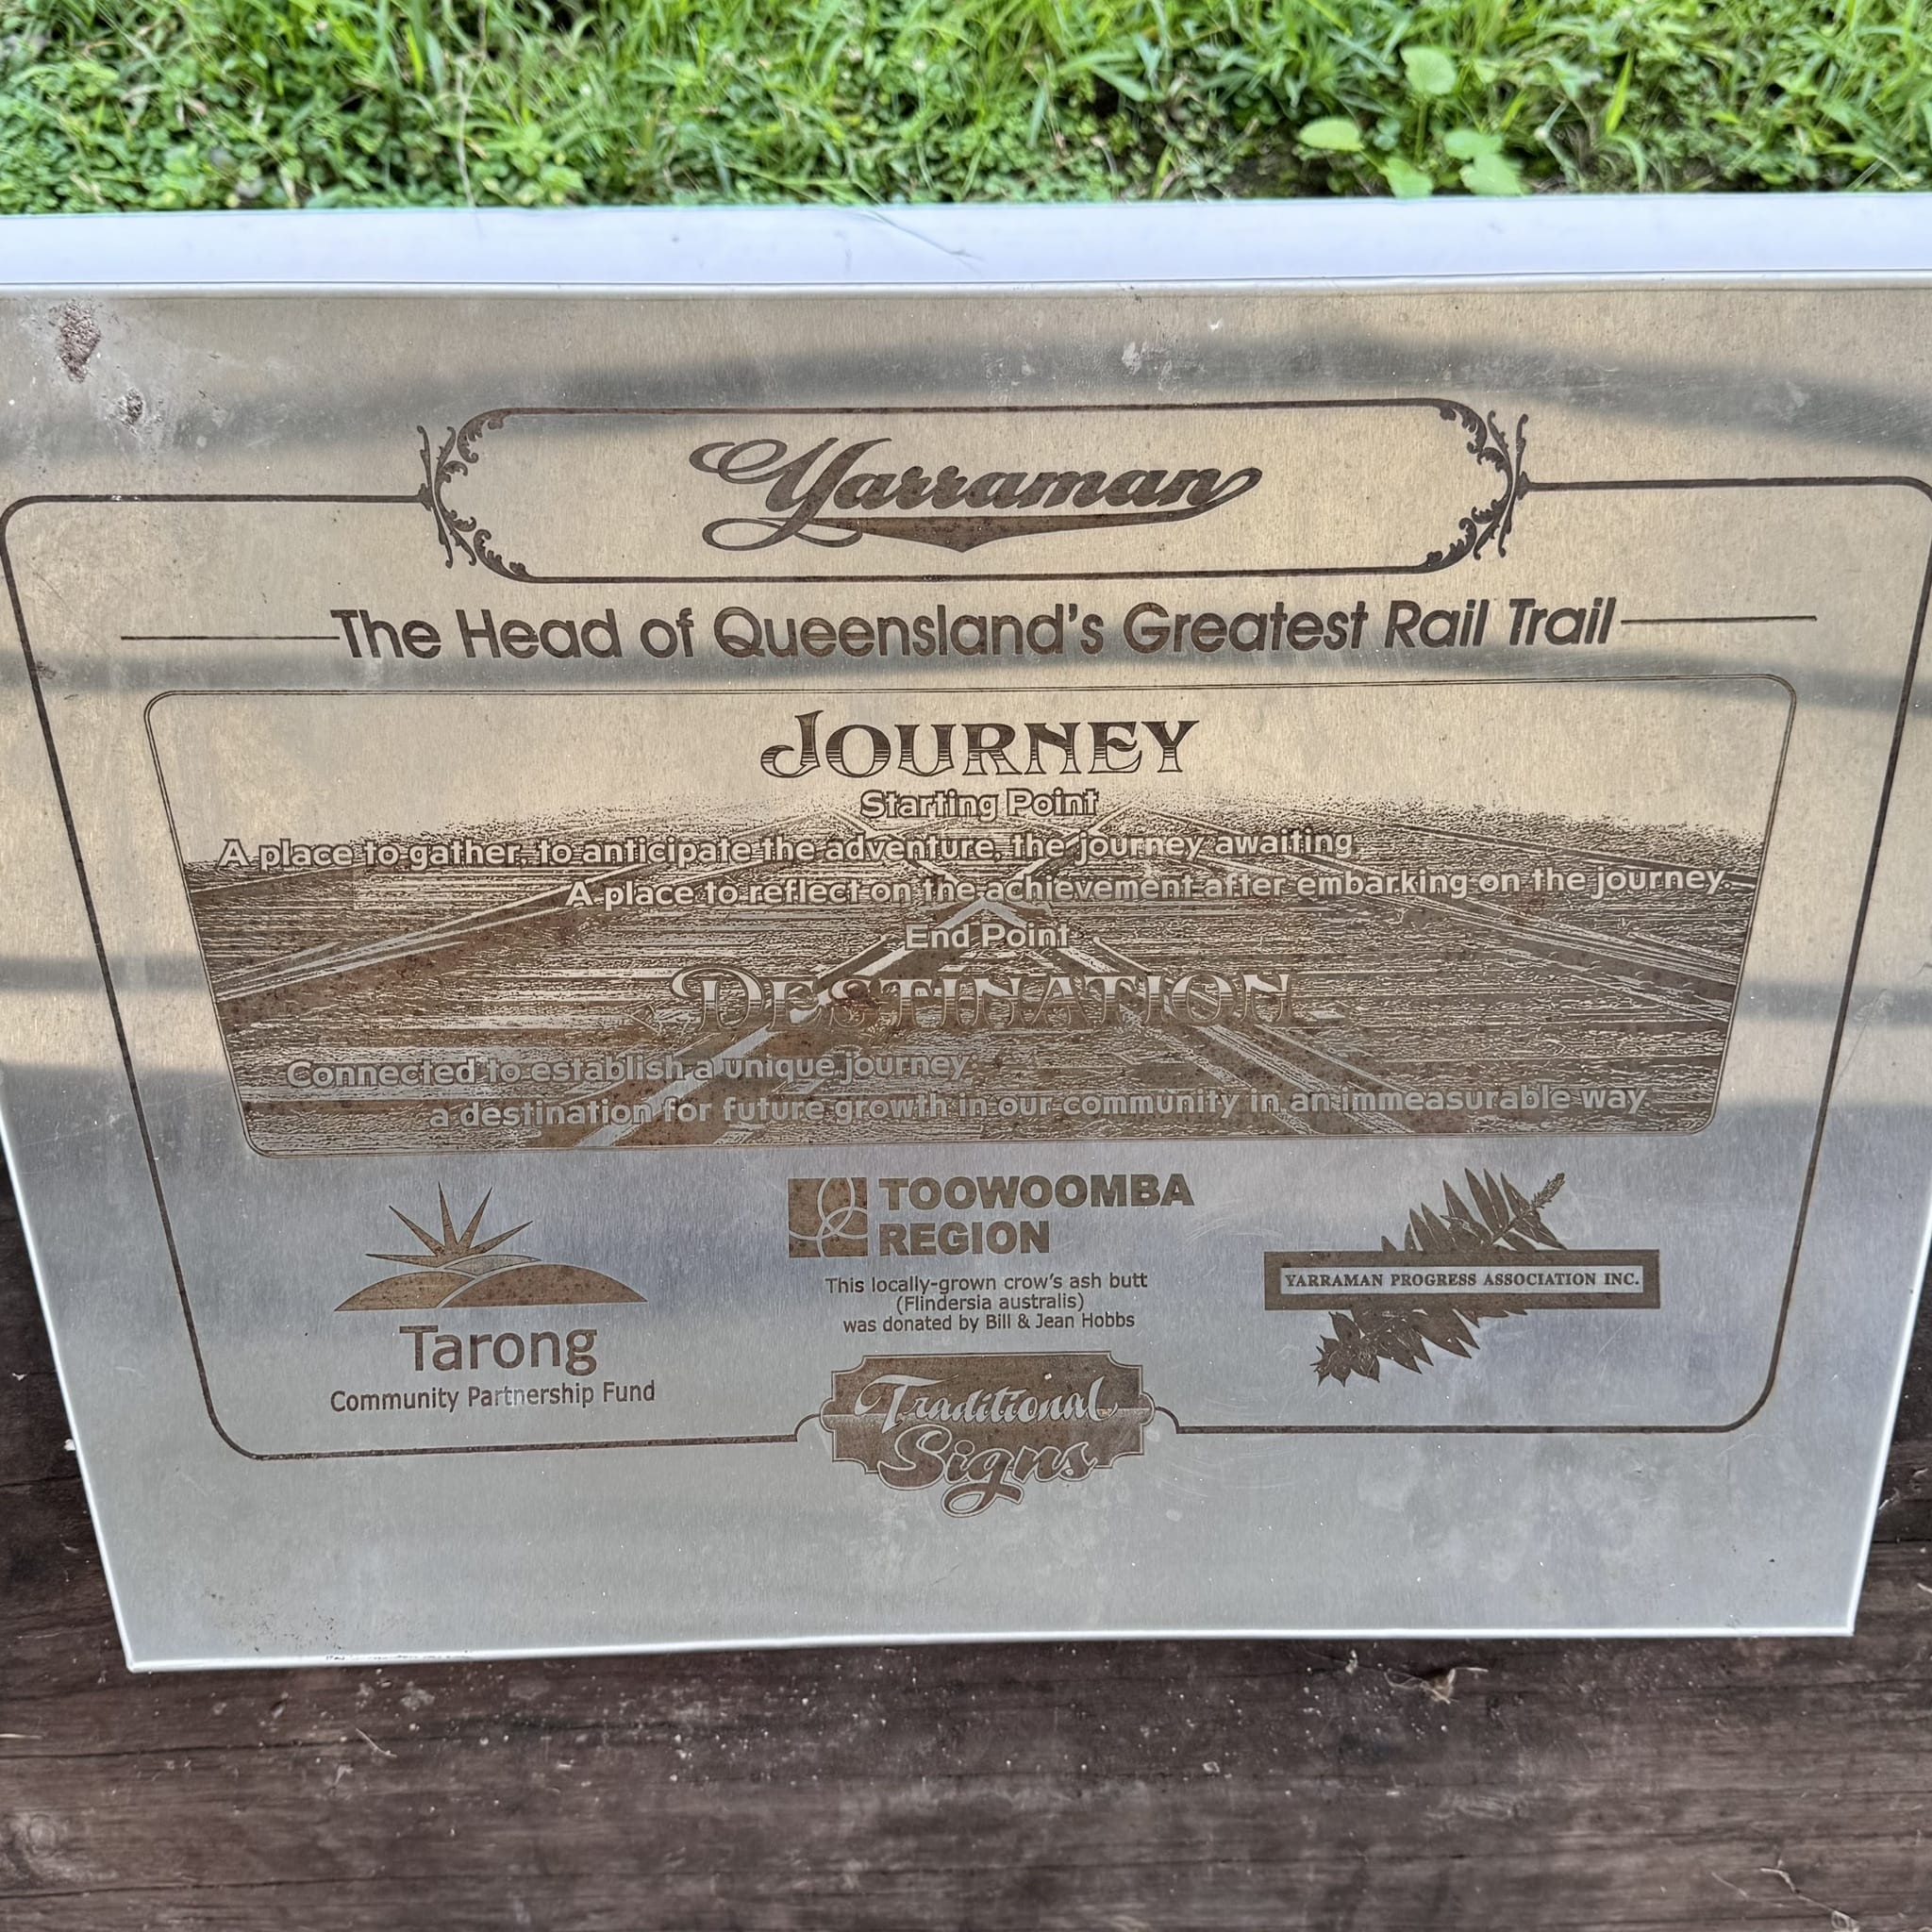 Yarraman
The Head of Queensland's Greatest Rail Trail
JOURNEY
Starting Point
A place to gather, to anticipate the adventure, the journey awaiting.
A place to reflect on the achievement after embarking on the journey.
End Point
DESTINATION
Connected to establish a unique journey
a destination for future growth in our community in an immeasurable way.
Tarong
Community Partnership Fund
TOOWOOMBA
REGION
This locally-grown crow's ash butt
(Flindersia australis)
was donated by Bill & Jean Hobbs
YARRAMAN PROGRESS ASSOCIATION INC.
Traditional
Signs